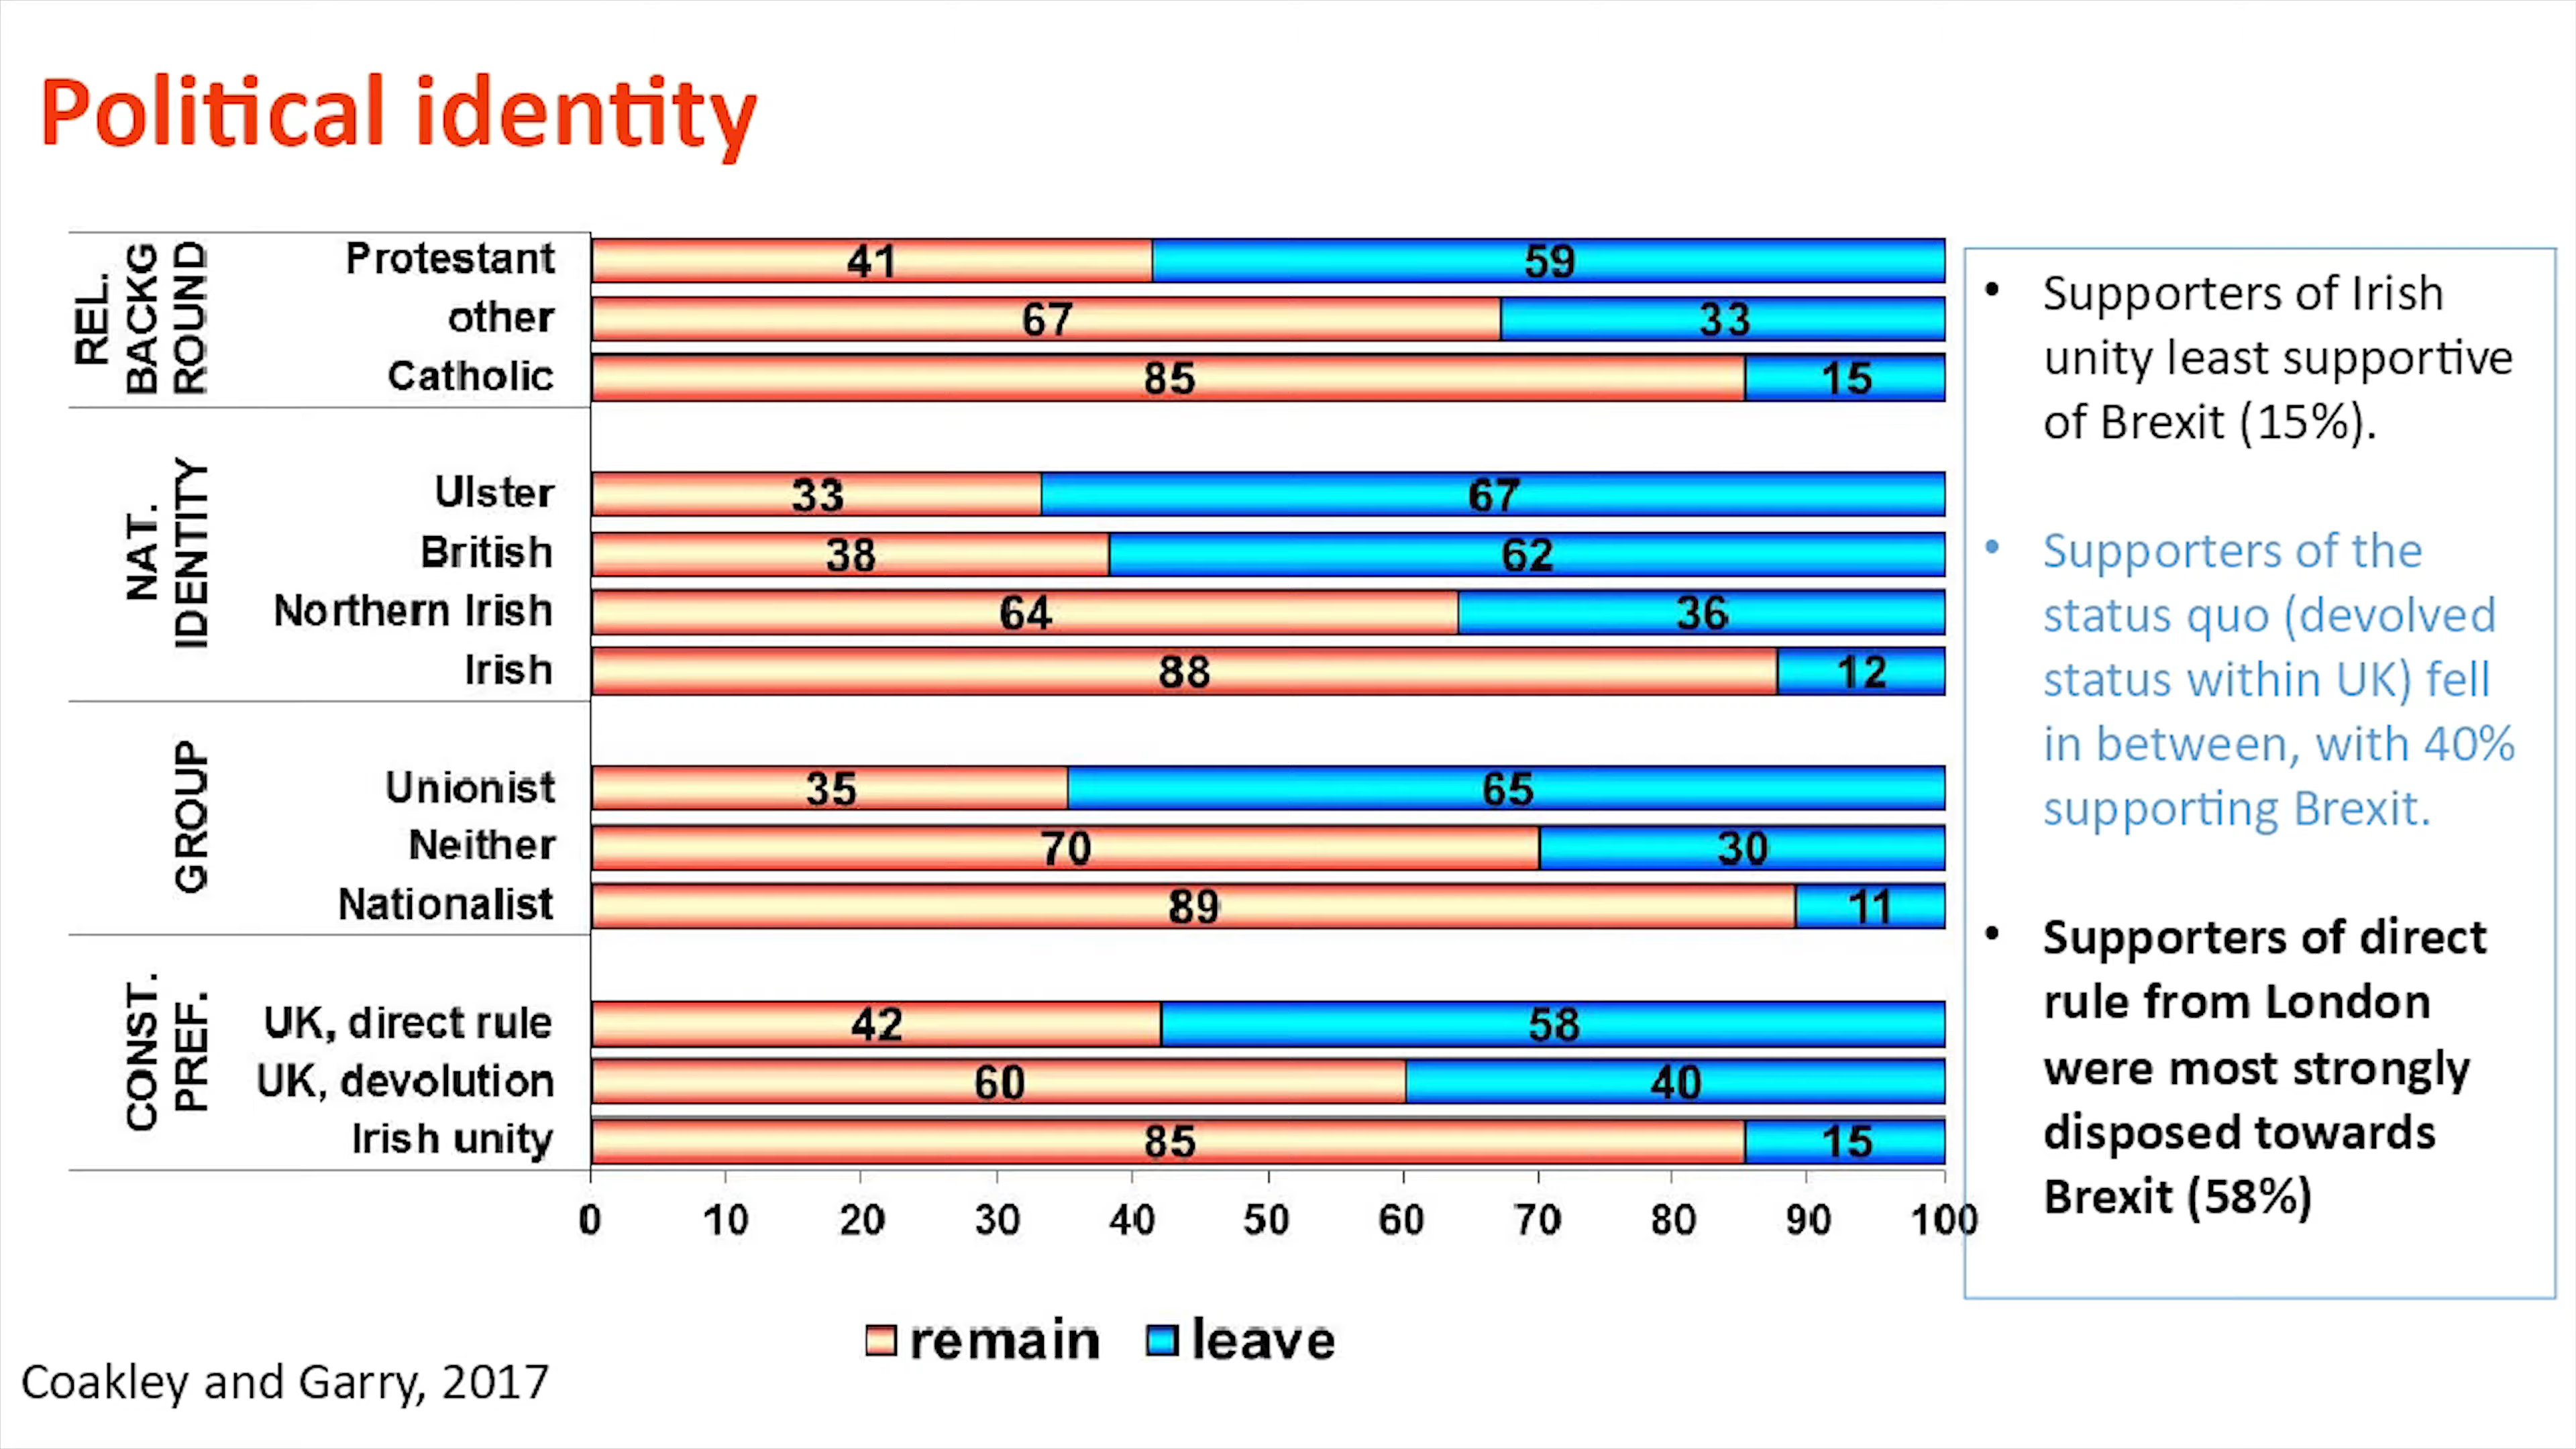 Political identity
REL.
BACKG
ROUND
Protestant 41 59
other 67 33
Catholic 85 15
NAT.
IDENTITY
Ulster 33 67
British 38 62
Northern Irish 64 36
Irish 88 12
GROUP
Unionist 35 65
Neither 70 30
Nationalist 89 11
CONST.
PREF.
UK, direct rule 42 58
UK, devolution 60 40
Irish unity 85 15
0 10 20 30 40 50 60 70 80 90 100
remain leave
• Supporters of Irish
unity least supportive
of Brexit (15%).
• Supporters of the
status quo (devolved
status within UK) fell
in between, with 40%
supporting Brexit.
• Supporters of direct
rule from London
were most strongly
disposed towards
Brexit (58%)
Coakley and Garry, 2017